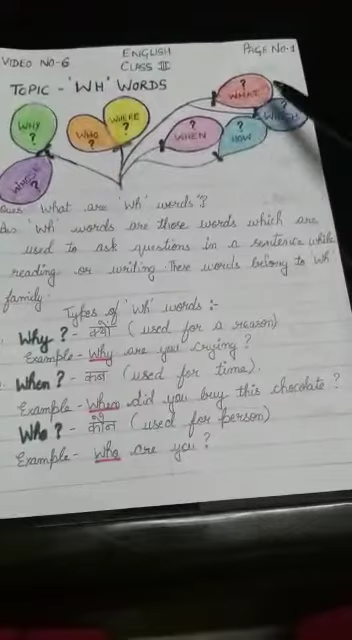 VIDEO NO-6
ENGLISH
CLASS III
PAGE No.1
TOPIC - 'WH' WORDS
WHY ?
WHO ?
WHERE ?
WHEN ?
WHAT ?
HOW ?
WHICH ?
?
What are 'Wh' words ?
'Wh' words are those words which are
used to ask questions in a sentence while
reading or writing. These words belong to 'Wh'
family.
Types of 'Wh' words :-
Why ? - क्यों (used for a reason)
Example - Why are you crying ?
When ? - कब (used for time).
Example - When did you buy this chocolate ?
Who ? - कौन (used for person)
Example - Who are you ?